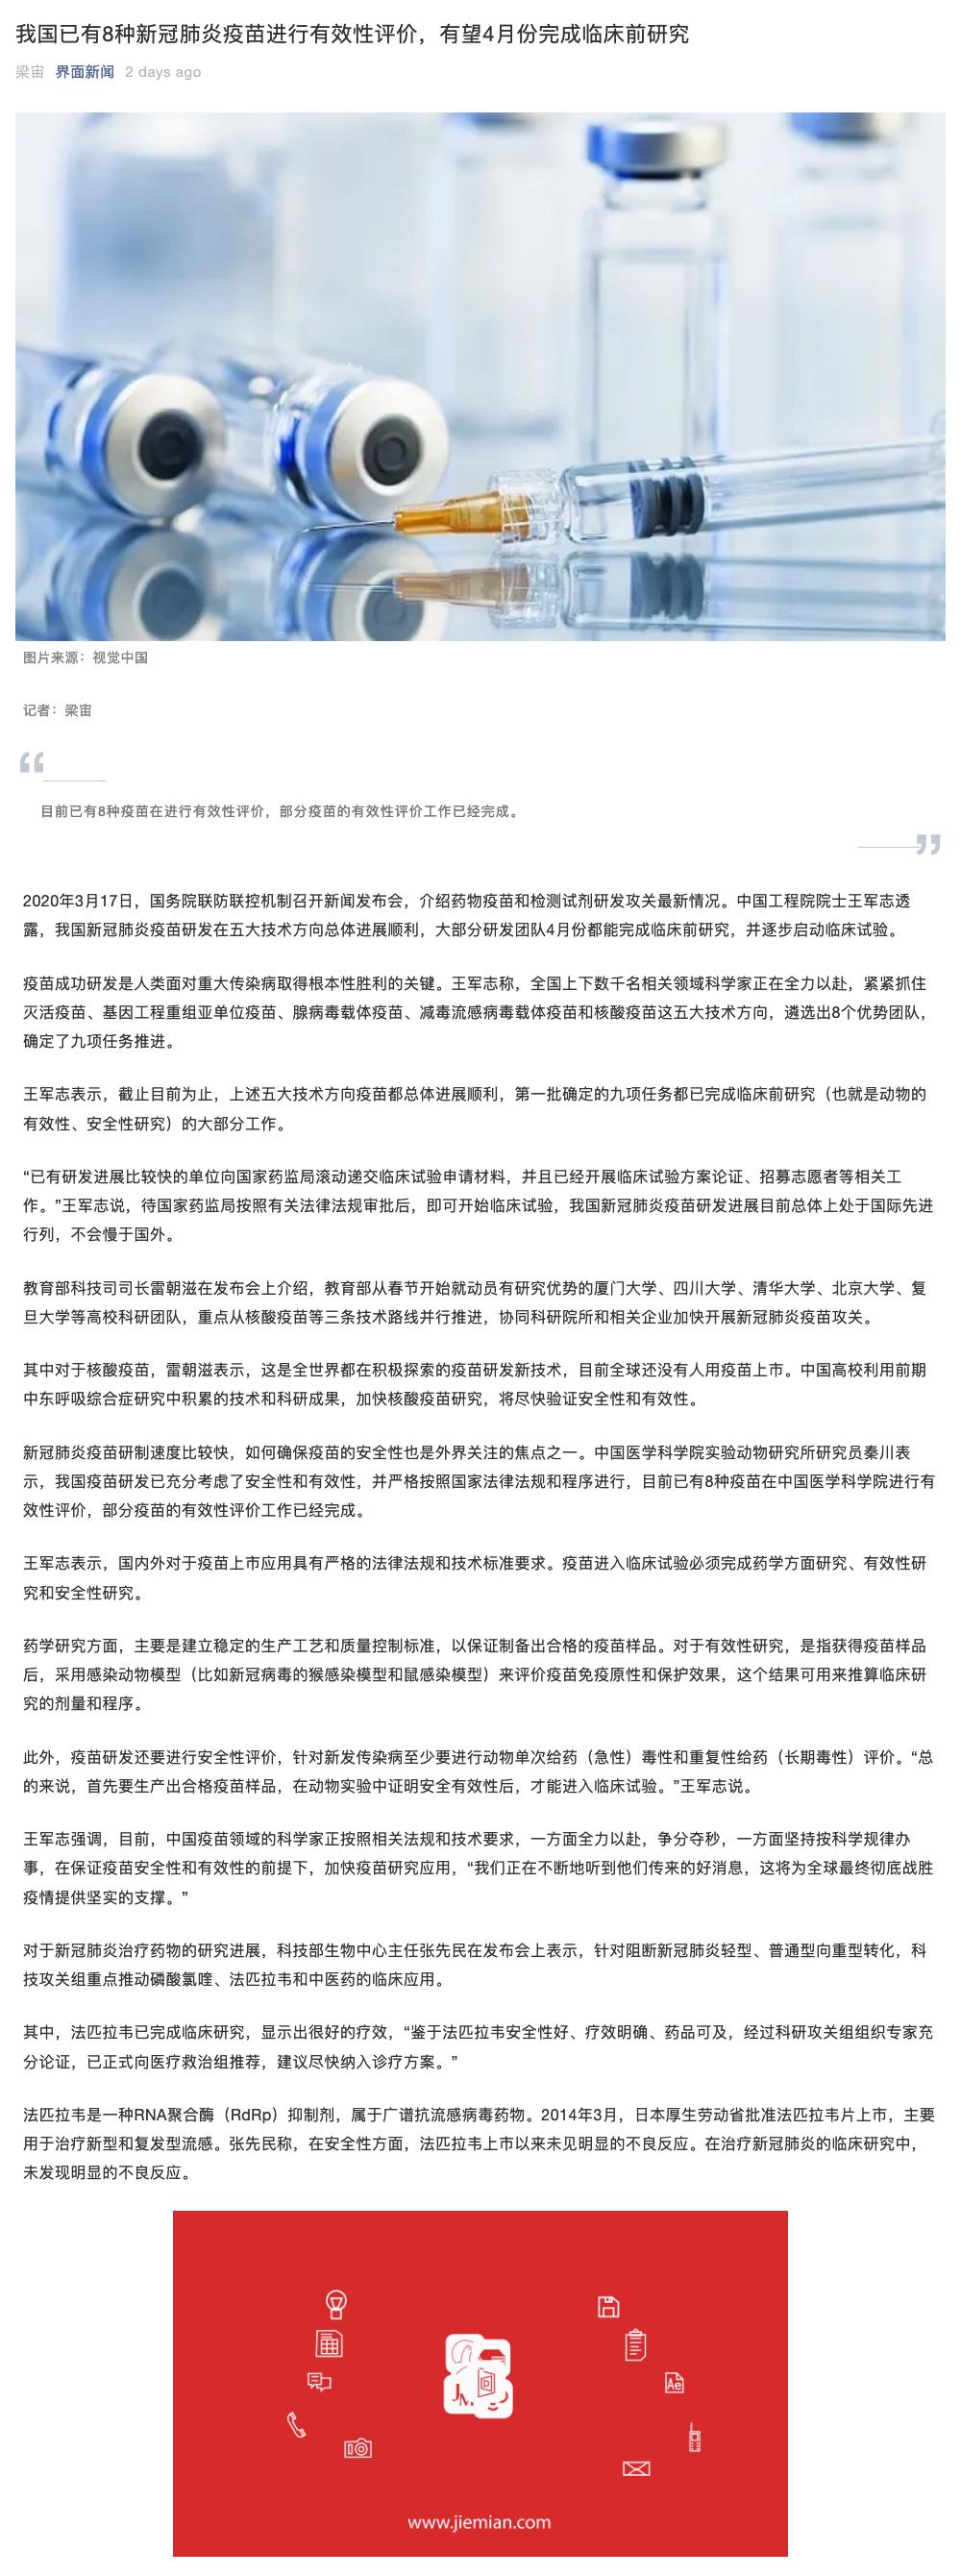 我国已有8种新冠肺炎疫苗进行有效性评价，有望4月份完成临床前研究
梁宙 界面新闻 2 days ago
图片来源：视觉中国
记者：梁宙
“
目前已有8种疫苗在进行有效性评价，部分疫苗的有效性评价工作已经完成。
”
2020年3月17日，国务院联防联控机制召开新闻发布会，介绍药物疫苗和检测试剂研发攻关最新情况。中国工程院院士王军志透
露，我国新冠肺炎疫苗研发在五大技术方向总体进展顺利，大部分研发团队4月份都能完成临床前研究，并逐步启动临床试验。
疫苗成功研发是人类面对重大传染病取得根本性胜利的关键。王军志称，全国上下数千名相关领域科学家正在全力以赴，紧紧抓住
灭活疫苗、基因工程重组亚单位疫苗、腺病毒载体疫苗、减毒流感病毒载体疫苗和核酸疫苗这五大技术方向，遴选出8个优势团队，
确定了九项任务推进。
王军志表示，截止目前为止，上述五大技术方向疫苗都总体进展顺利，第一批确定的九项任务都已完成临床前研究（也就是动物的
有效性、安全性研究）的大部分工作。
“已有研发进展比较快的单位向国家药监局滚动递交临床试验申请材料，并且已经开展临床试验方案论证、招募志愿者等相关工
作。”王军志说，待国家药监局按照有关法律法规审批后，即可开始临床试验，我国新冠肺炎疫苗研发进展目前总体上处于国际先进
行列，不会慢于国外。
教育部科技司司长雷朝滋在发布会上介绍，教育部从春节开始就动员有研究优势的厦门大学、四川大学、清华大学、北京大学、复
旦大学等高校科研团队，重点从核酸疫苗等三条技术路线并行推进，协同科研院所和相关企业加快开展新冠肺炎疫苗攻关。
其中对于核酸疫苗，雷朝滋表示，这是全世界都在积极探索的疫苗研发新技术，目前全球还没有人用疫苗上市。中国高校利用前期
中东呼吸综合症研究中积累的技术和科研成果，加快核酸疫苗研究，将尽快验证安全性和有效性。
新冠肺炎疫苗研制速度比较快，如何确保疫苗的安全性也是外界关注的焦点之一。中国医学科学院实验动物研究所研究员秦川表
示，我国疫苗研发已充分考虑了安全性和有效性，并严格按照国家法律法规和程序进行，目前已有8种疫苗在中国医学科学院进行有
效性评价，部分疫苗的有效性评价工作已经完成。
王军志表示，国内外对于疫苗上市应用具有严格的法律法规和技术标准要求。疫苗进入临床试验必须完成药学方面研究、有效性研
究和安全性研究。
药学研究方面，主要是建立稳定的生产工艺和质量控制标准，以保证制备出合格的疫苗样品。对于有效性研究，是指获得疫苗样品
后，采用感染动物模型（比如新冠病毒的猴感染模型和鼠感染模型）来评价疫苗免疫原性和保护效果，这个结果可用来推算临床研
究的剂量和程序。
此外，疫苗研发还要进行安全性评价，针对新发传染病至少要进行动物单次给药（急性）毒性和重复性给药（长期毒性）评价。“总
的来说，首先要生产出合格疫苗样品，在动物实验中证明安全有效性后，才能进入临床试验。”王军志说。
王军志强调，目前，中国疫苗领域的科学家正按照相关法规和技术要求，一方面全力以赴，争分夺秒，一方面坚持按科学规律办
事，在保证疫苗安全性和有效性的前提下，加快疫苗研究应用，“我们正在不断地听到他们传来的好消息，这将为全球最终彻底战胜
疫情提供坚实的支撑。”
对于新冠肺炎治疗药物的研究进展，科技部生物中心主任张先民在发布会上表示，针对阻断新冠肺炎轻型、普通型向重型转化，科
技攻关组重点推动磷酸氯喹、法匹拉韦和中医药的临床应用。
其中，法匹拉韦已完成临床研究，显示出很好的疗效，“鉴于法匹拉韦安全性好、疗效明确、药品可及，经过科研攻关组组织专家充
分论证，已正式向医疗救治组推荐，建议尽快纳入诊疗方案。”
法匹拉韦是一种RNA聚合酶（RdRp）抑制剂，属于广谱抗流感病毒药物。2014年3月，日本厚生劳动省批准法匹拉韦片上市，主要
用于治疗新型和复发型流感。张先民称，在安全性方面，法匹拉韦上市以来未见明显的不良反应。在治疗新冠肺炎的临床研究中，
未发现明显的不良反应。
Ae
www.jiemian.com